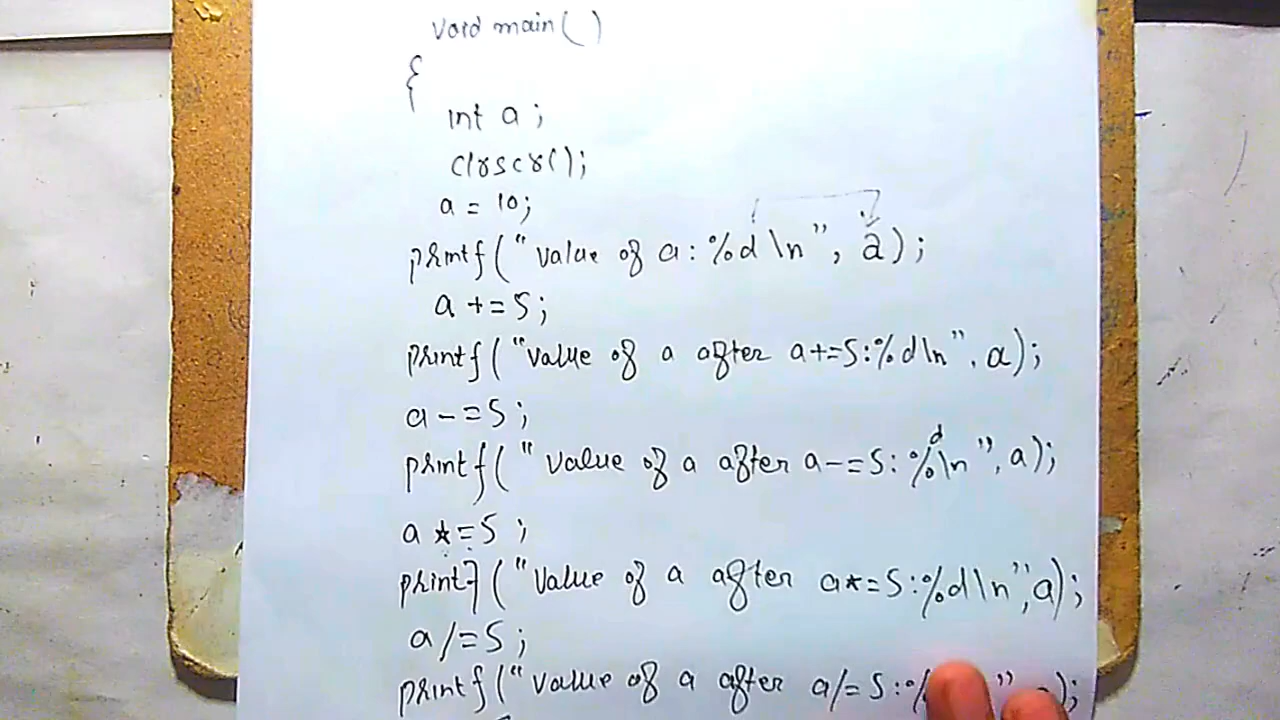 void main()
{
int a;
clrscr();
a = 10;
printf("value of a: %d \n", a);
a += 5;
printf("value of a after a+=5:%d\n", a);
a -= 5;
printf("value of a after a-=5:%d\n", a);
a *= 5;
printf("value of a after a*=5:%d\n",a);
a /= 5;
printf("value of a after a/=5:% ", a);